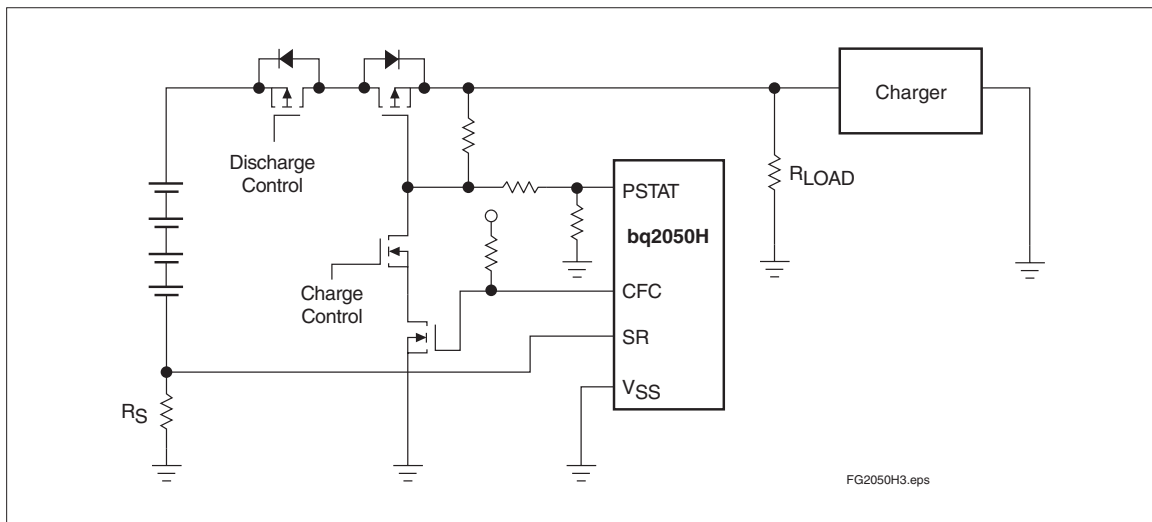 Charger
Discharge
Control
RLOAD
PSTAT
bq2050H
Charge
Control
CFC
SR
VSS
RS
FG2050H3.eps